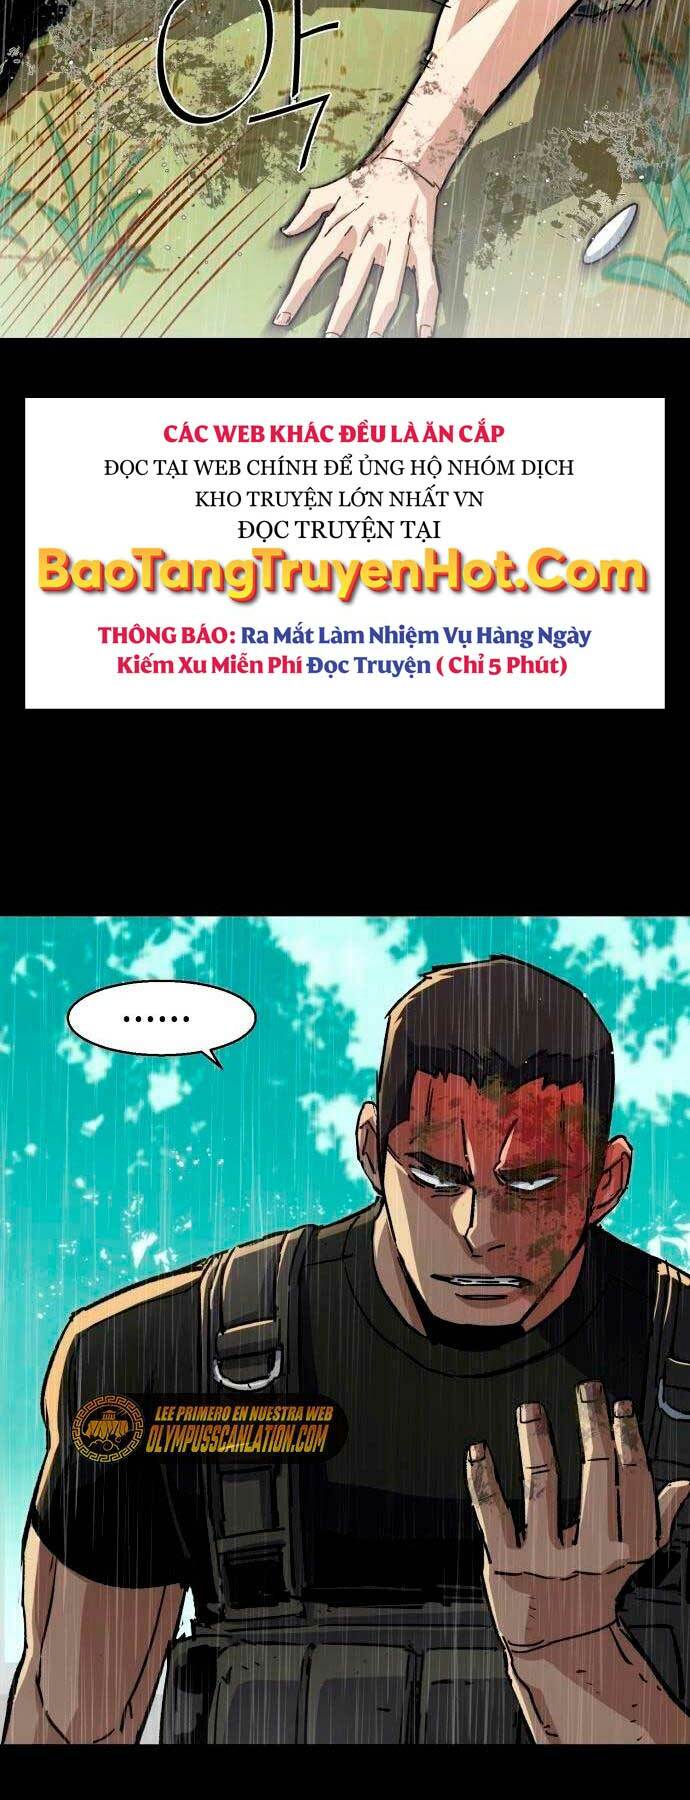 악
CÁC WEB KHÁC ĐỀU LÀ ĂN CẮP
ĐỌC TẠI WEB CHÍNH ĐỂ ỦNG HỘ NHÓM DỊCH
KHO TRUYỆN LỚN NHẤT VN
ĐỌC TRUYỆN TẠI
BaoTangTruyenHot.Com
THÔNG BÁO: Ra Mắt Làm Nhiệm Vụ Hàng Ngày
Kiếm Xu Miễn Phí Đọc Truyện ( Chỉ 5 Phút)
......
LEE PRIMERO EN NUESTRA WEB
OLYMPUSSCANLATION.COM